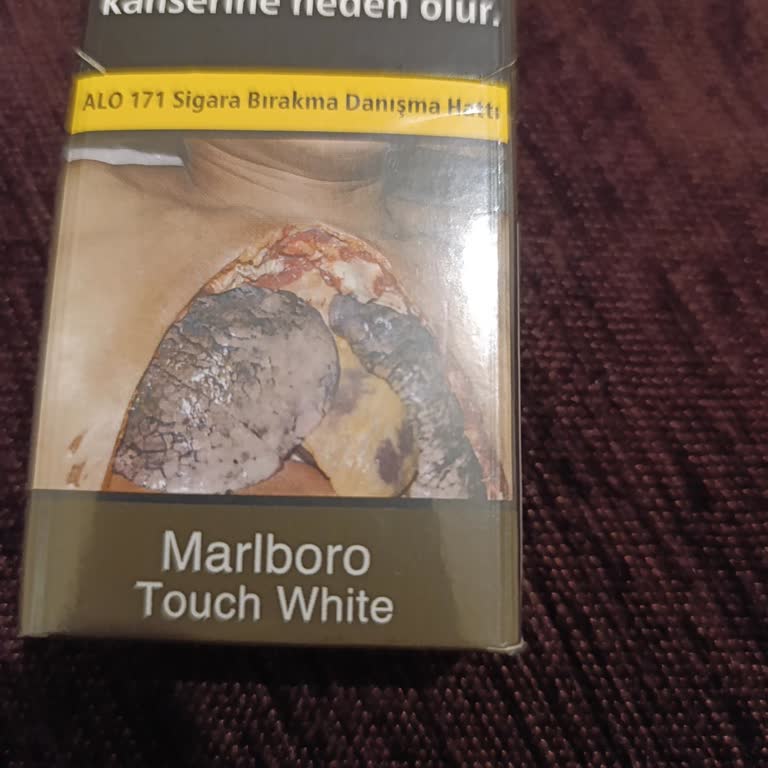 kanserine neden olur.
ALO 171 Sigara Bırakma Danışma Hattı
Marlboro
Touch White